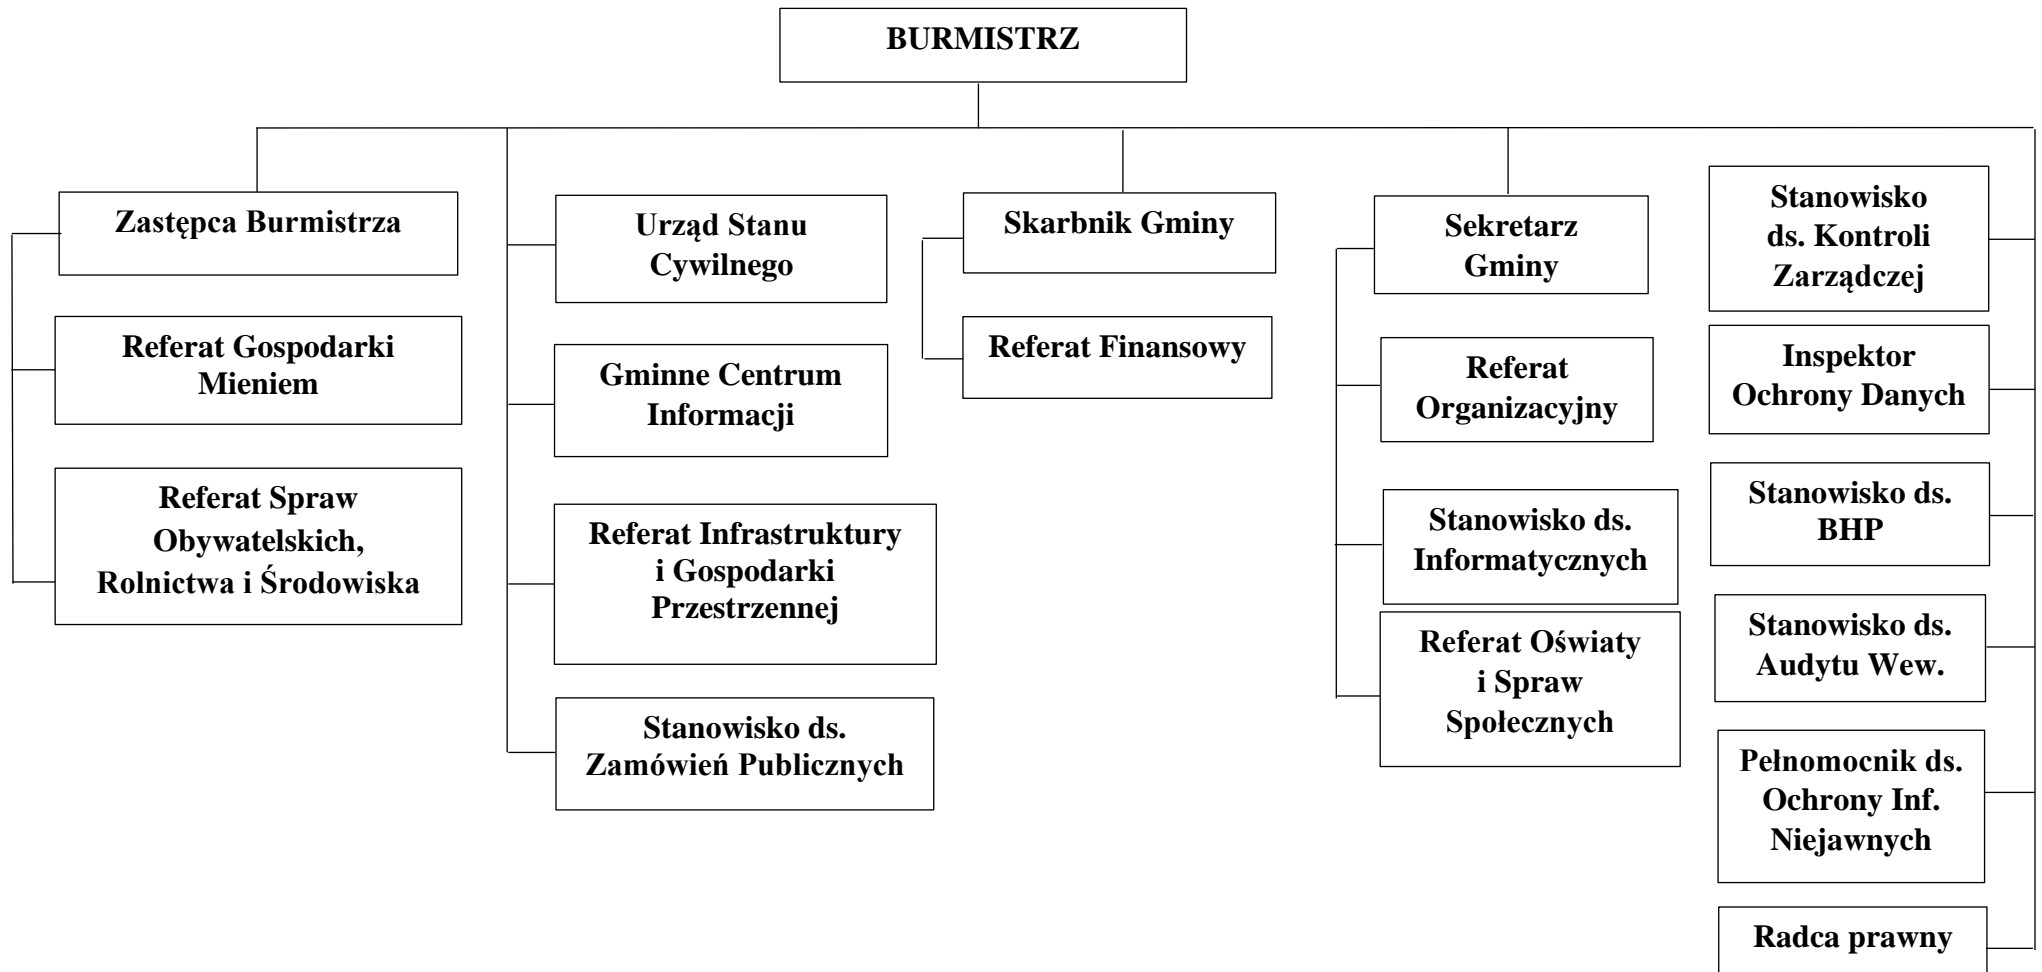 BURMISTRZ
Zastępca Burmistrza
Referat Gospodarki
Mieniem
Referat Spraw
Obywatelskich,
Rolnictwa i Środowiska
Urząd Stanu
Cywilnego
Gminne Centrum
Informacji
Referat Infrastruktury
i Gospodarki
Przestrzennej
Stanowisko ds.
Zamówień Publicznych
Skarbnik Gminy
Referat Finansowy
Sekretarz
Gminy
Referat
Organizacyjny
Stanowisko ds.
Informatycznych
Referat Oświaty
i Spraw
Społecznych
Stanowisko
ds. Kontroli
Zarządczej
Inspektor
Ochrony Danych
Stanowisko ds.
BHP
Stanowisko ds.
Audytu Wew.
Pełnomocnik ds.
Ochrony Inf.
Niejawnych
Radca prawny